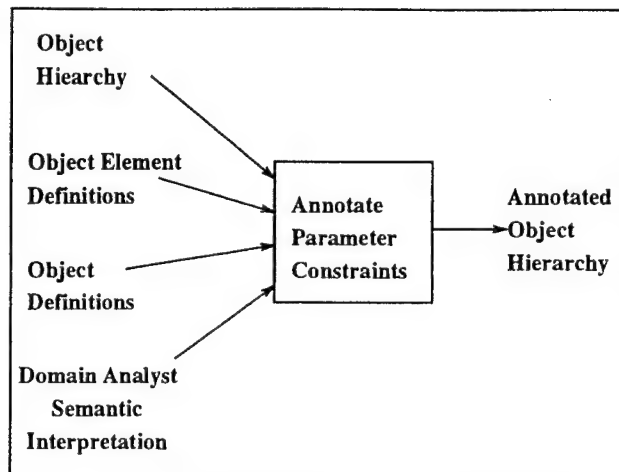 Object
Hiearchy
Object Element
Definitions
Object
Definitions
Domain Analyst
Semantic
Interpretation
Annotate
Parameter
Constraints
Annotated
Object
Hierarchy